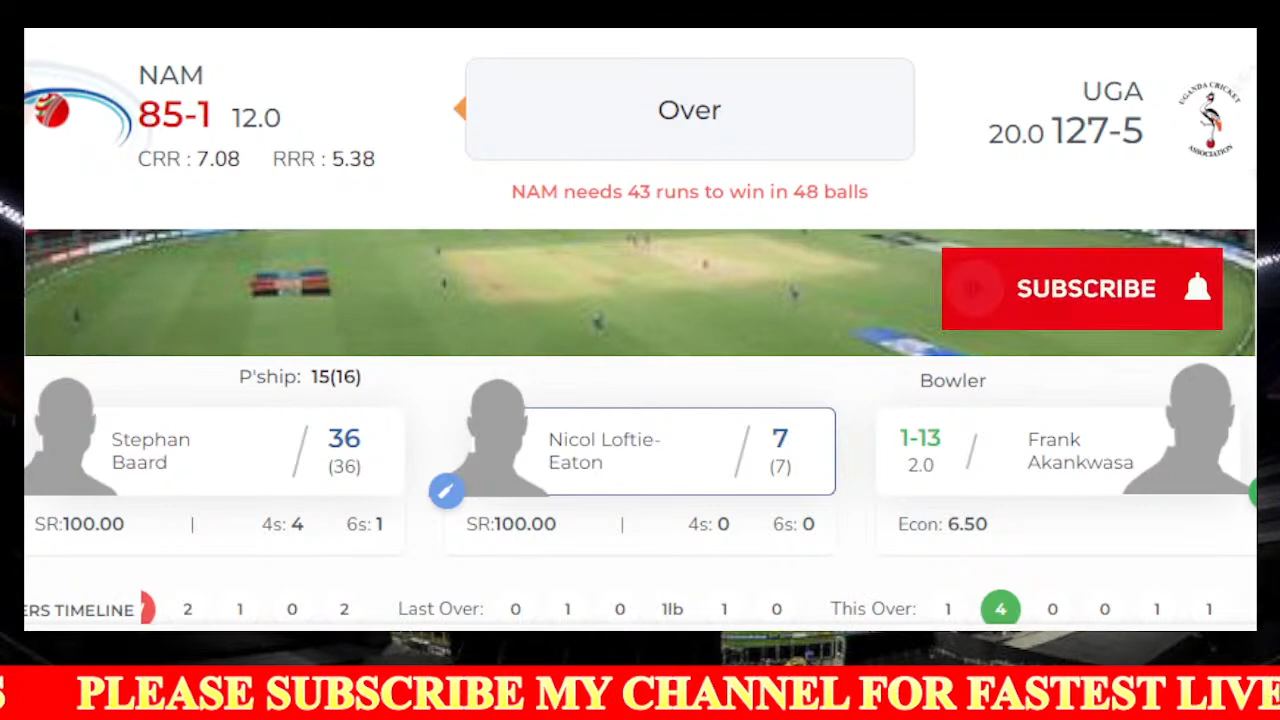 NAM
85-1 12.0
CRR : 7.08 RRR : 5.38
Over
NAM needs 43 runs to win in 48 balls
UGA
20.0 127-5
UGANDA CRICKET
ASSOCIATION
SUBSCRIBE
P'ship: 15(16)
Stephan
Baard
36
(36)
SR:100.00 | 4s: 4 6s: 1
Nicol Loftie-
Eaton
7
(7)
SR:100.00 | 4s: 0 6s: 0
Bowler
1-13
2.0
Frank
Akankwasa
Econ: 6.50
ERS TIMELINE 2 1 0 2 Last Over: 0 1 0 1lb 1 0 This Over: 1 4 0 0 1 1
S PLEASE SUBSCRIBE MY CHANNEL FOR FASTEST LIVE